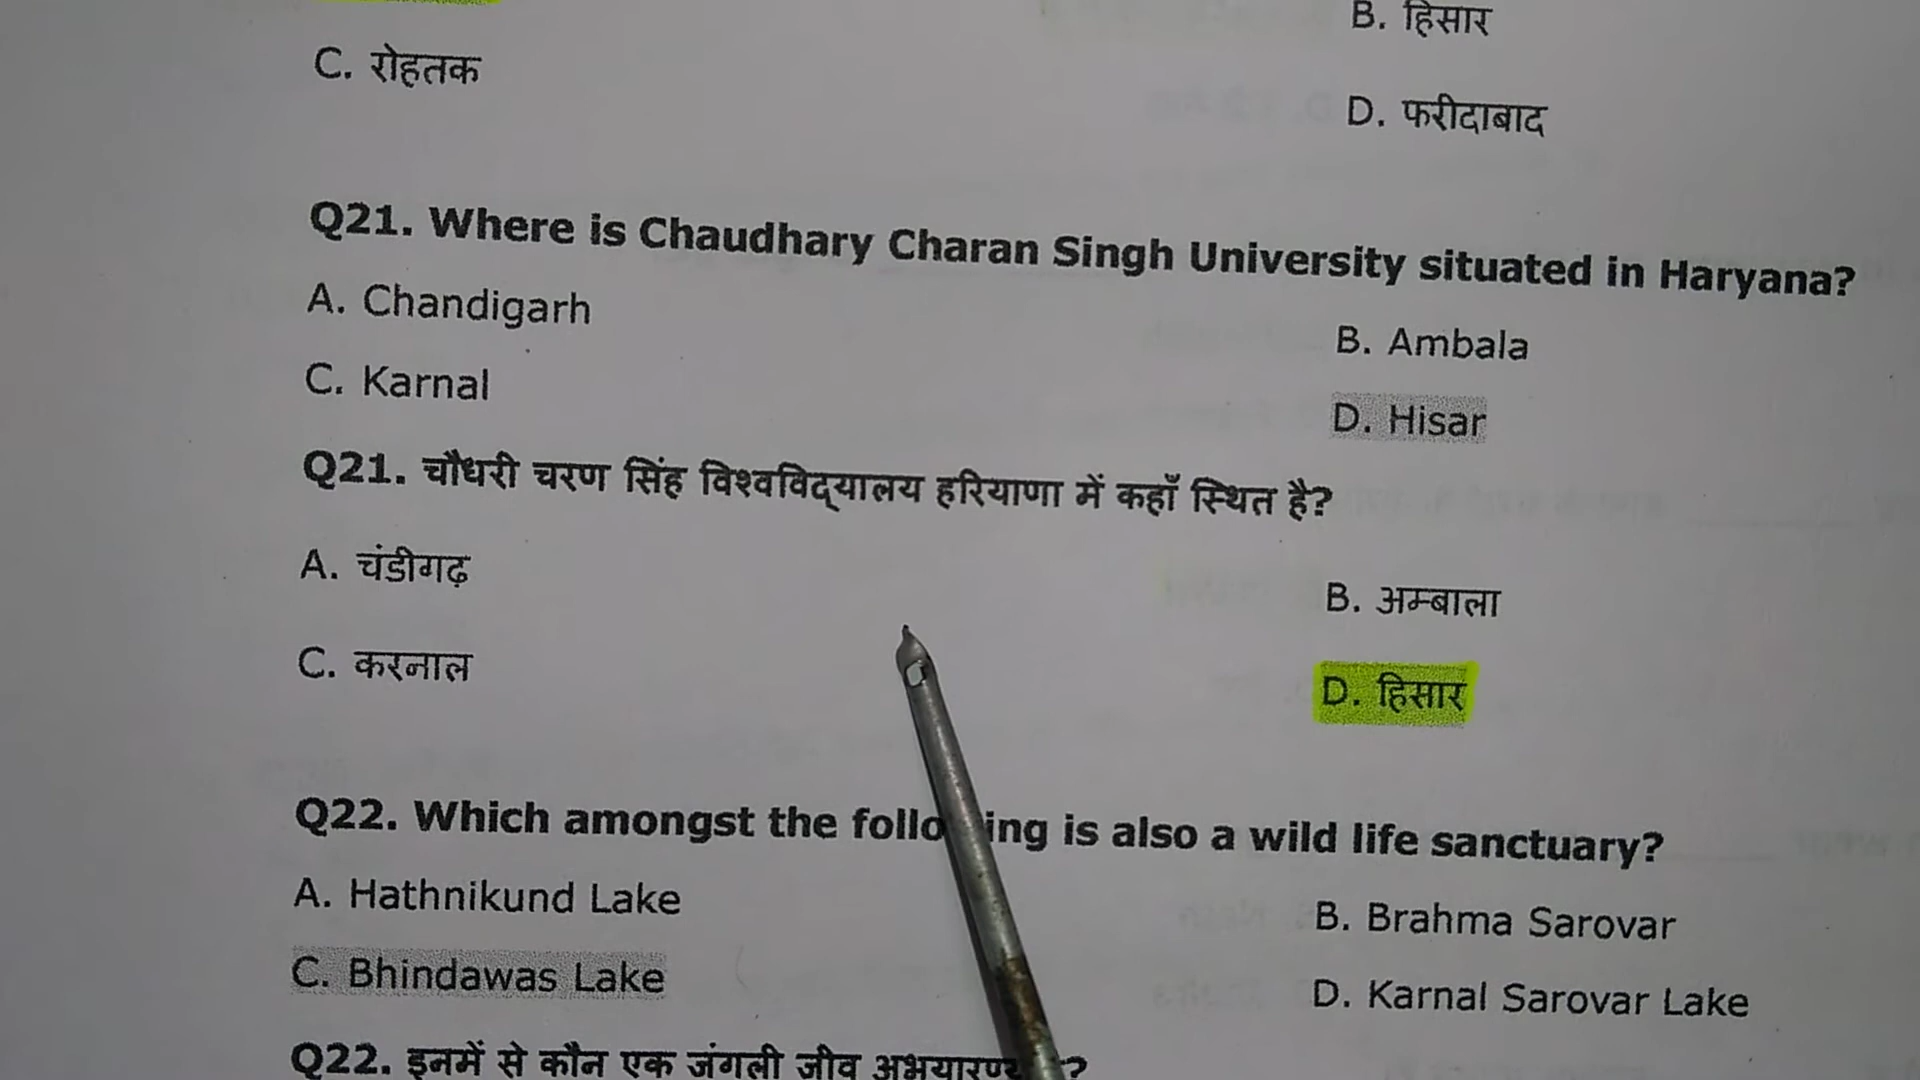 B. हिसार
C. रोहतक
D. फरीदाबाद
Q21. Where is Chaudhary Charan Singh University situated in Haryana?
A. Chandigarh
B. Ambala
C. Karnal
D. Hisar
Q21. चौधरी चरण सिंह विश्वविद्यालय हरियाणा में कहाँ स्थित है?
A. चंडीगढ़
B. अम्बाला
C. करनाल
D. हिसार
Q22. Which amongst the following is also a wild life sanctuary?
A. Hathnikund Lake
B. Brahma Sarovar
C. Bhindawas Lake
D. Karnal Sarovar Lake
Q22. इनमें से कौन एक जंगली जीव